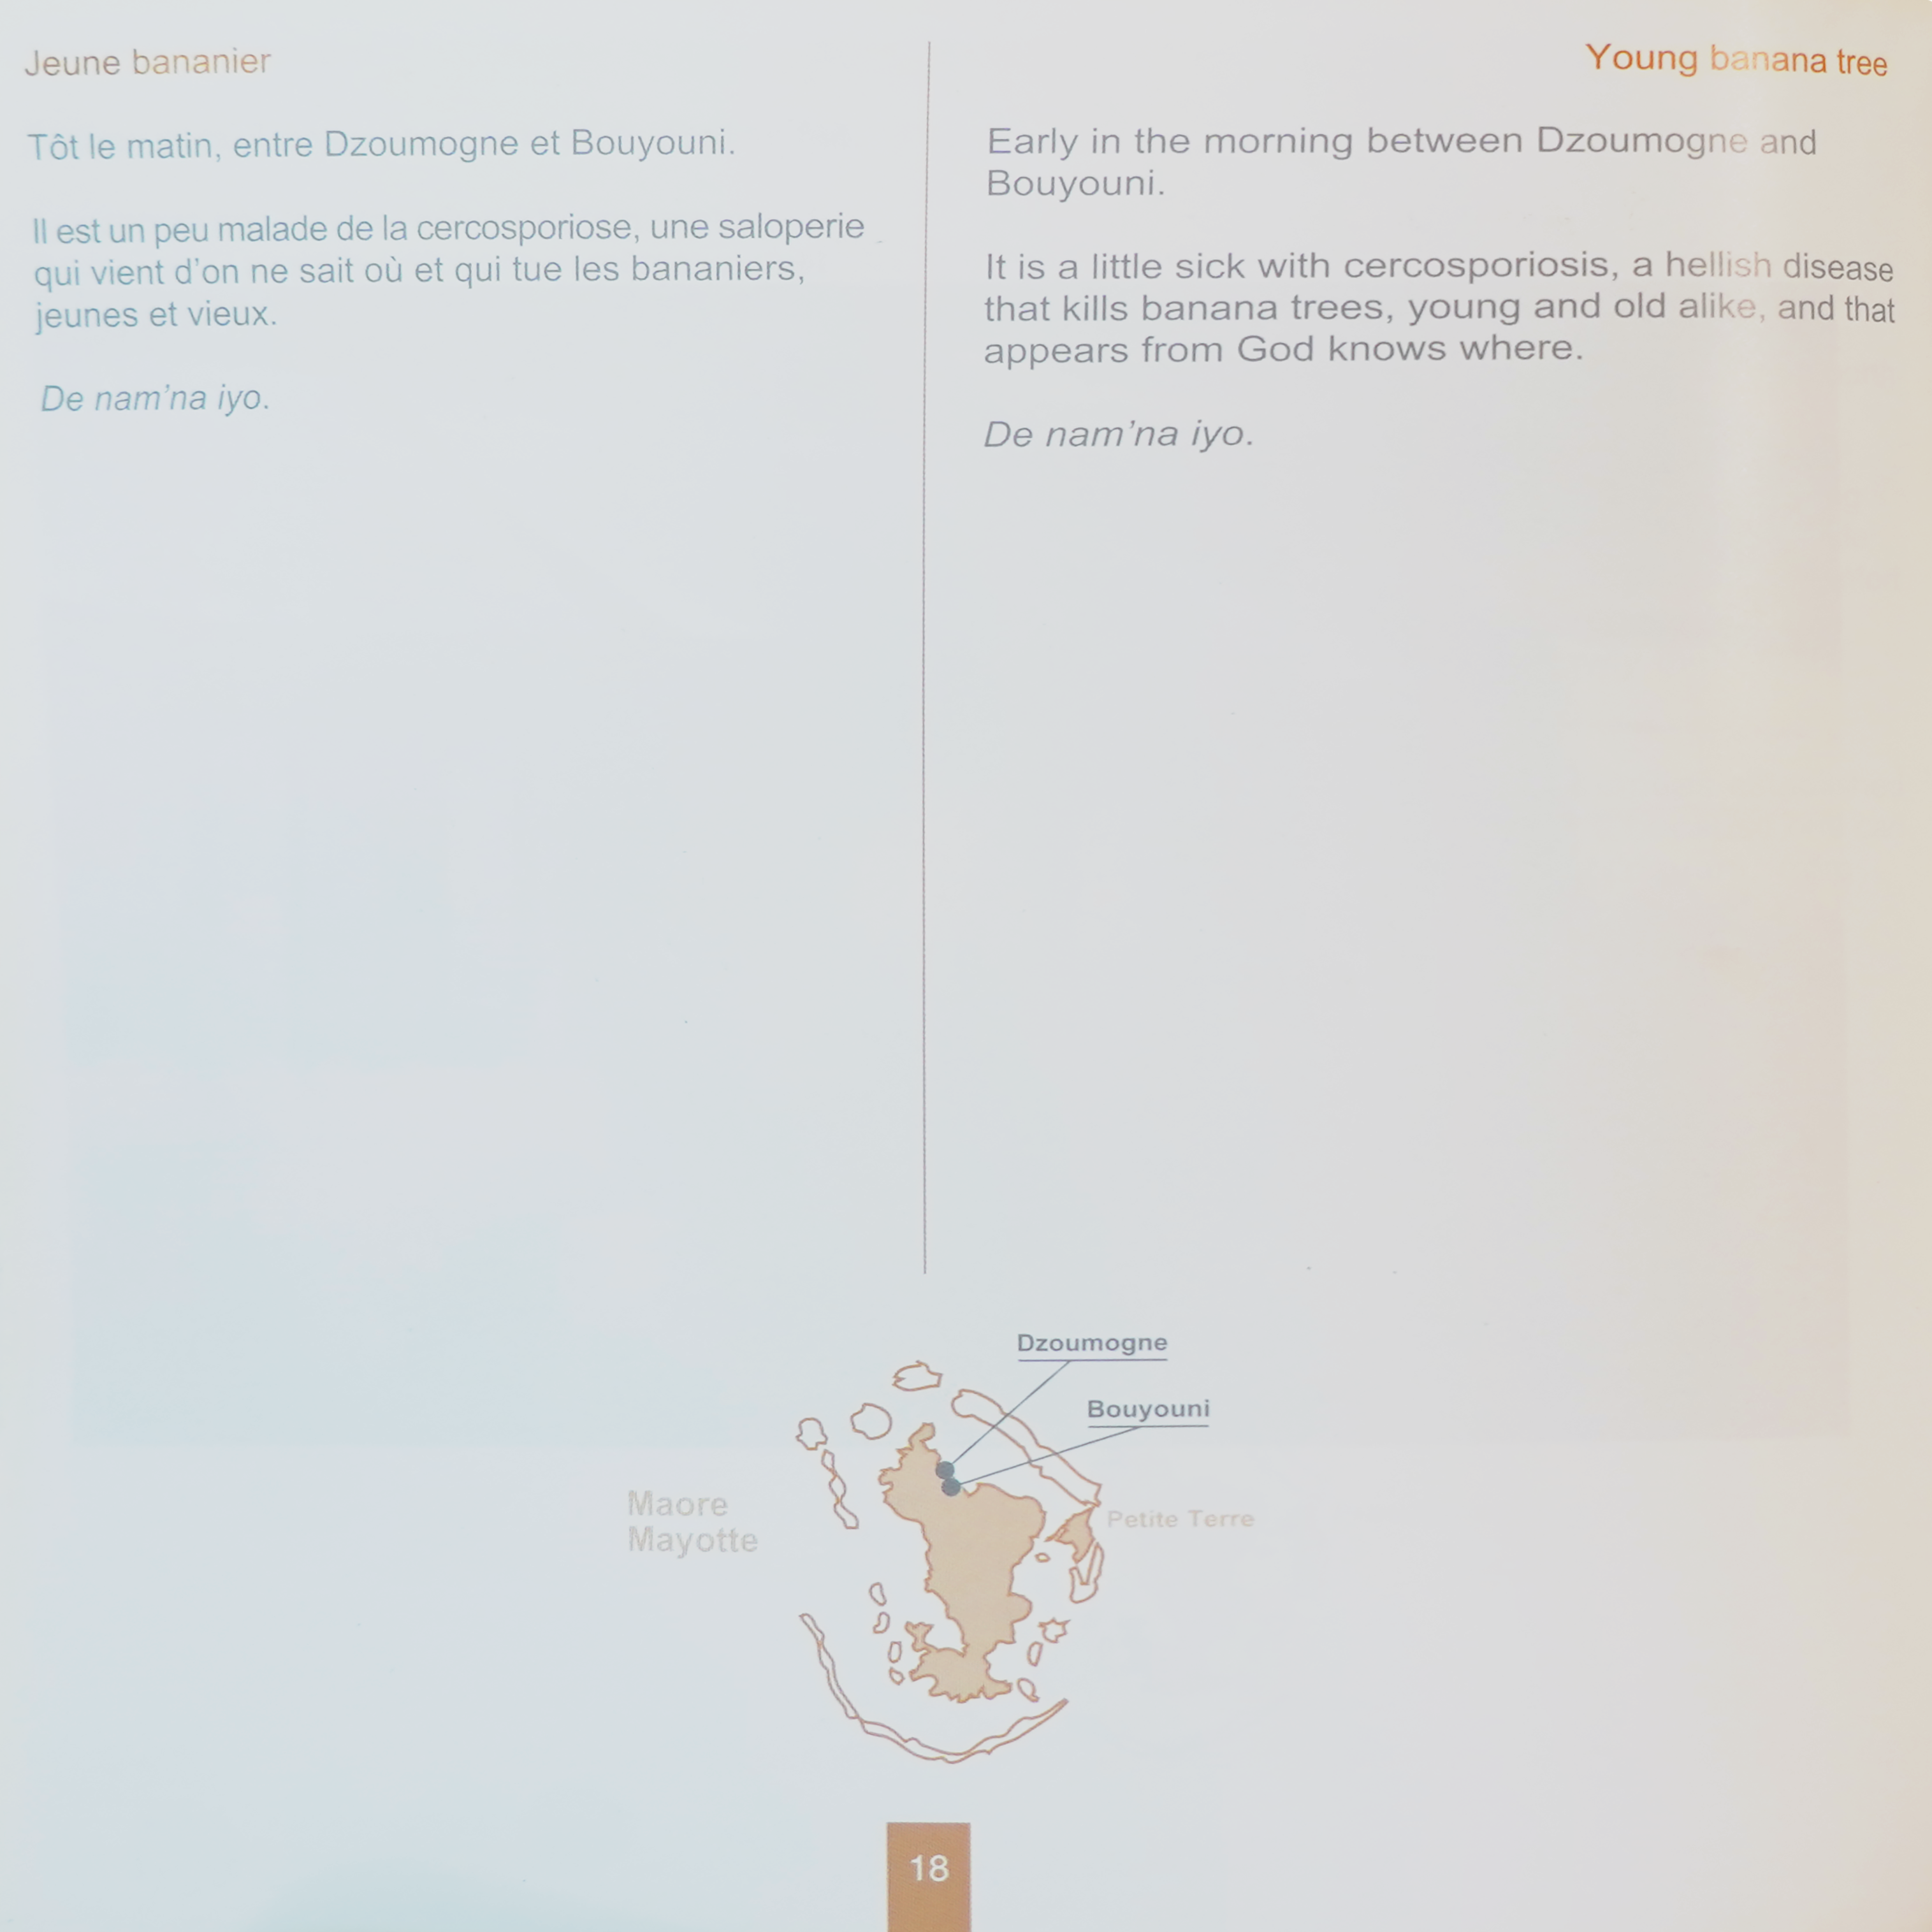 Jeune bananier
Tôt le matin, entre Dzoumogne et Bouyouni.
Il est un peu malade de la cercosporiose, une saloperie
qui vient d'on ne sait où et qui tue les bananiers,
jeunes et vieux.
De nam'na iyo.
Young banana tree
Early in the morning between Dzoumogne and
Bouyouni.
It is a little sick with cercosporiosis, a hellish disease
that kills banana trees, young and old alike, and that
appears from God knows where.
De nam'na iyo.
Dzoumogne
Bouyouni
Maore
Mayotte
Petite Terre
18